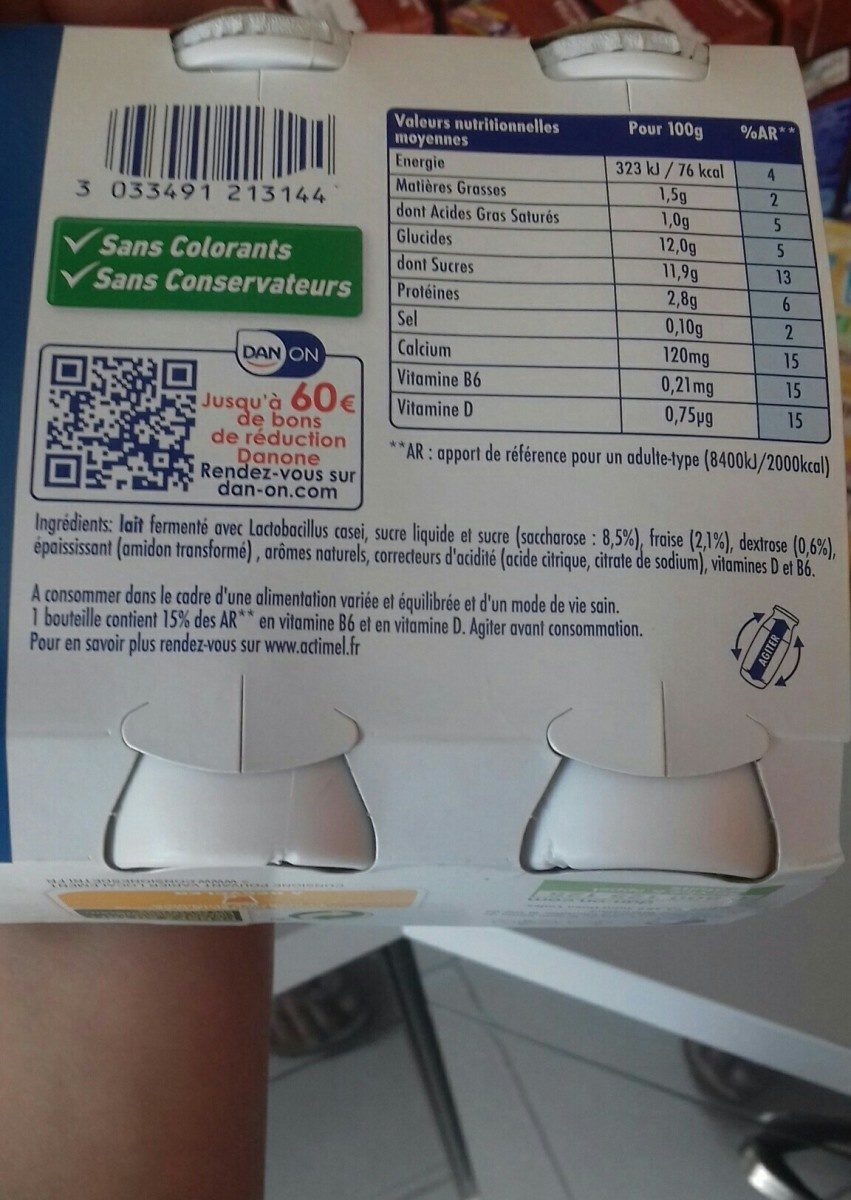 3 033491 213144
Sans Colorants
Sans Conservateurs
DAN ON
Jusqu'à 60€
de bons
de réduction
Danone
Rendez-vous sur
dan-on.com
Valeurs nutritionnelles moyennes Pour 100g %AR**
Energie 323 kJ / 76 kcal 4
Matières Grasses 1,5g 2
dont Acides Gras Saturés 1,0g 5
Glucides 12,0g 5
dont Sucres 11,9g 13
Protéines 2,8g 6
Sel 0,10g 2
Calcium 120mg 15
Vitamine B6 0,21mg 15
Vitamine D 0,75µg 15
**AR : apport de référence pour un adulte-type (8400kJ/2000kcal)
Ingrédients: lait fermenté avec Lactobacillus casei, sucre liquide et sucre (saccharose : 8,5%), fraise (2,1%), dextrose (0,6%),
épaississant (amidon transformé) , arômes naturels, correcteurs d'acidité (acide citrique, citrate de sodium), vitamines D et B6.
A consommer dans le cadre d'une alimentation variée et équilibrée et d'un mode de vie sain.
1 bouteille contient 15% des AR** en vitamine B6 et en vitamine D. Agiter avant consommation.
Pour en savoir plus rendez-vous sur www.actimel.fr
AGITER